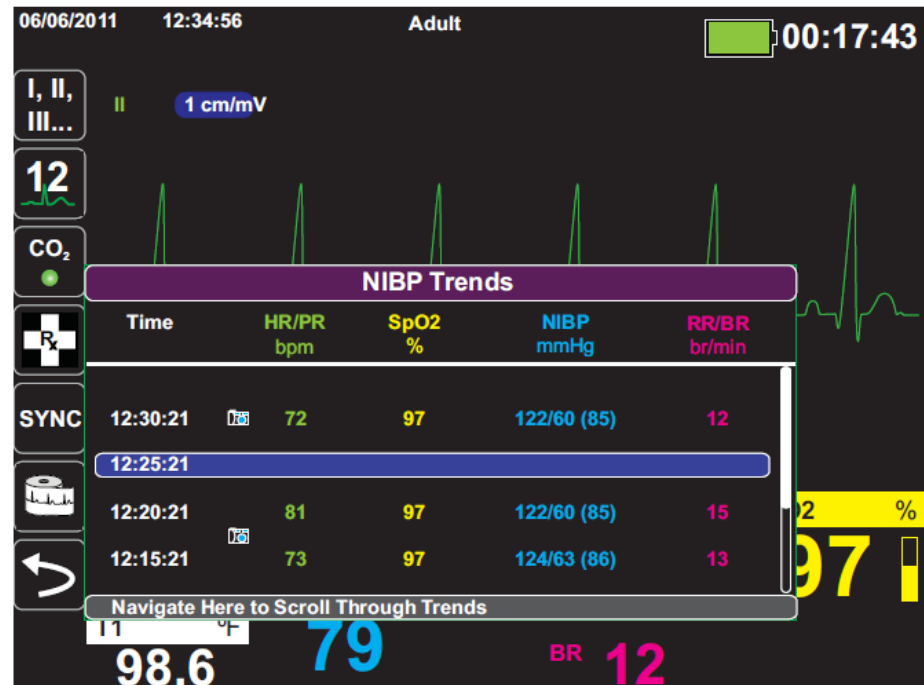 06/06/2011 12:34:56 Adult 00:17:43
I, II,
III...
II 1 cm/mV
12
CO₂
NIBP Trends
Time HR/PR SpO2 NIBP RR/BR
bpm % mmHg br/min
Rx
SYNC
12:30:21 72 97 122/60 (85) 12
12:25:21
12:20:21 81 97 122/60 (85) 15
12:15:21 73 97 124/63 (86) 13
O2 %
97
Navigate Here to Scroll Through Trends
T1 ºF
98.6
79
BR 12